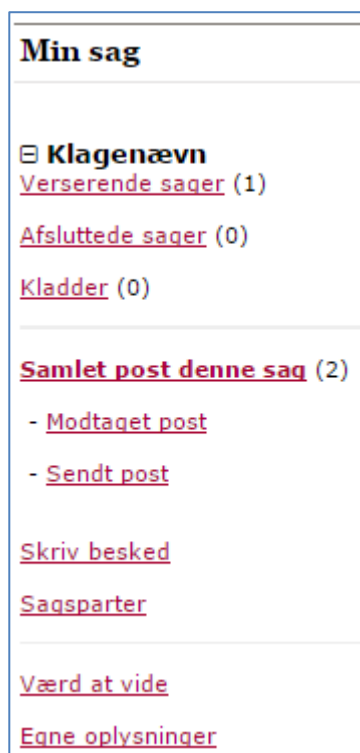 Min sag
⊟ Klagenævn
Verserende sager (1)
Afsluttede sager (0)
Kladder (0)
Samlet post denne sag (2)
- Modtaget post
- Sendt post
Skriv besked
Sagsparter
Værd at vide
Egne oplysninger